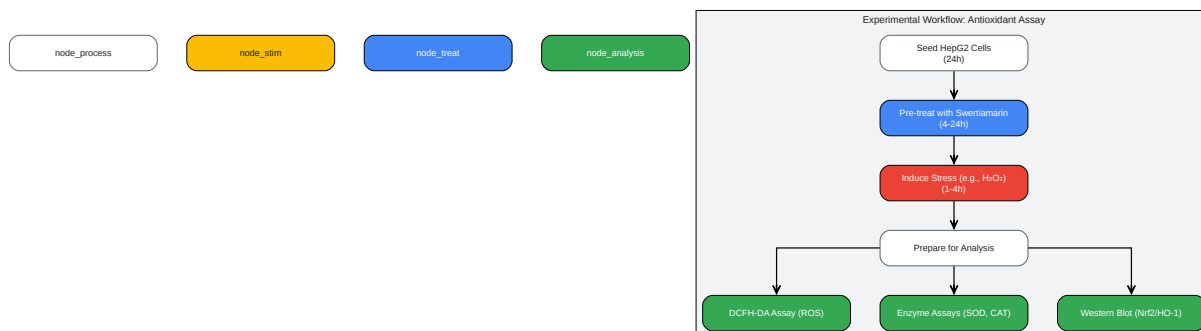 Experimental Workflow: Antioxidant Assay
node_process
node_stim
node_treat
node_analysis
Seed HepG2 Cells
(24h)
Pre-treat with Swertiamarin
(4-24h)
Induce Stress (e.g., H₂O₂)
(1-4h)
Prepare for Analysis
DCFH-DA Assay (ROS)
Enzyme Assays (SOD, CAT)
Western Blot (Nrf2/HO-1)